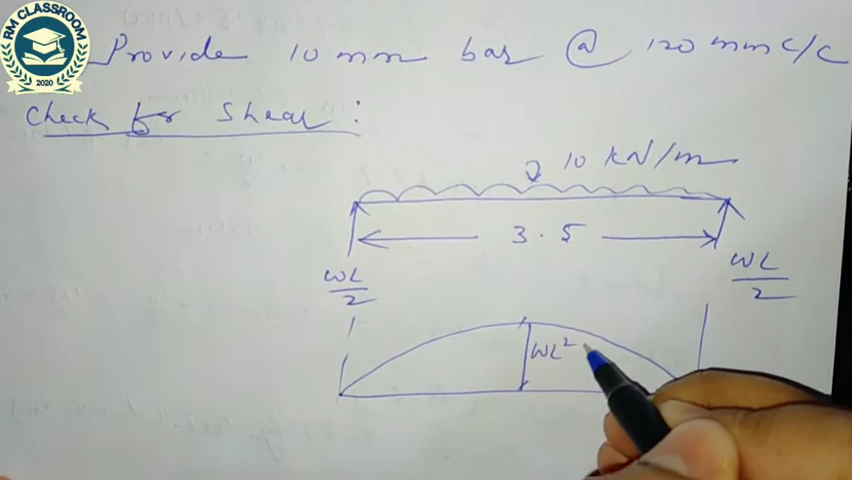 RM CLASSROOM
2020
Provide 10 mm bar @ 120 mm c/c
Check for Shear :
10 kN/m
3.5
WL/2
WL/2
WL²